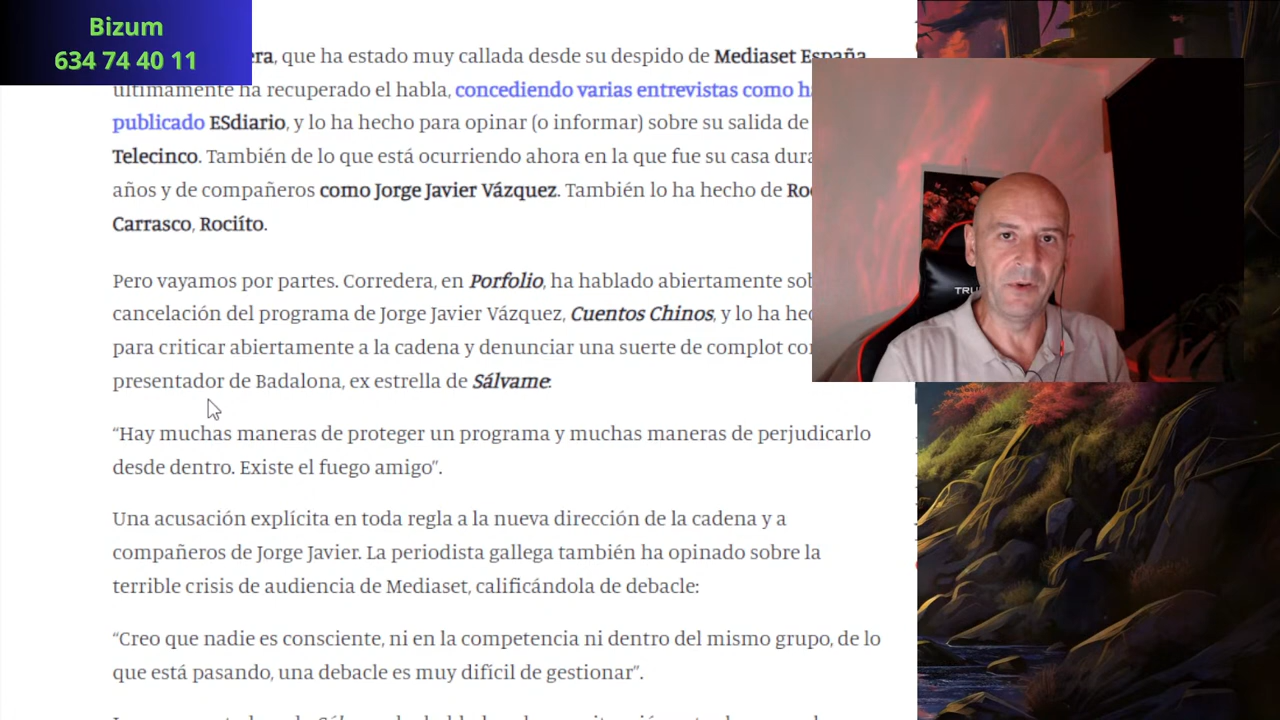 Bizum
634 74 40 11
era, que ha estado muy callada desde su despido de Mediaset España,
últimamente ha recuperado el habla, concediendo varias entrevistas como h
publicado ESdiario, y lo ha hecho para opinar (o informar) sobre su salida de
Telecinco. También de lo que está ocurriendo ahora en la que fue su casa dura
años y de compañeros como Jorge Javier Vázquez. También lo ha hecho de Ro
Carrasco, Rociíto.
Pero vayamos por partes. Corredera, en Porfolio, ha hablado abiertamente sob
cancelación del programa de Jorge Javier Vázquez, Cuentos Chinos, y lo ha hec
para criticar abiertamente a la cadena y denunciar una suerte de complot con
presentador de Badalona, ex estrella de Sálvame:
TRU
“Hay muchas maneras de proteger un programa y muchas maneras de perjudicarlo
desde dentro. Existe el fuego amigo”.
Una acusación explícita en toda regla a la nueva dirección de la cadena y a
compañeros de Jorge Javier. La periodista gallega también ha opinado sobre la
terrible crisis de audiencia de Mediaset, calificándola de debacle:
“Creo que nadie es consciente, ni en la competencia ni dentro del mismo grupo, de lo
que está pasando, una debacle es muy difícil de gestionar”.